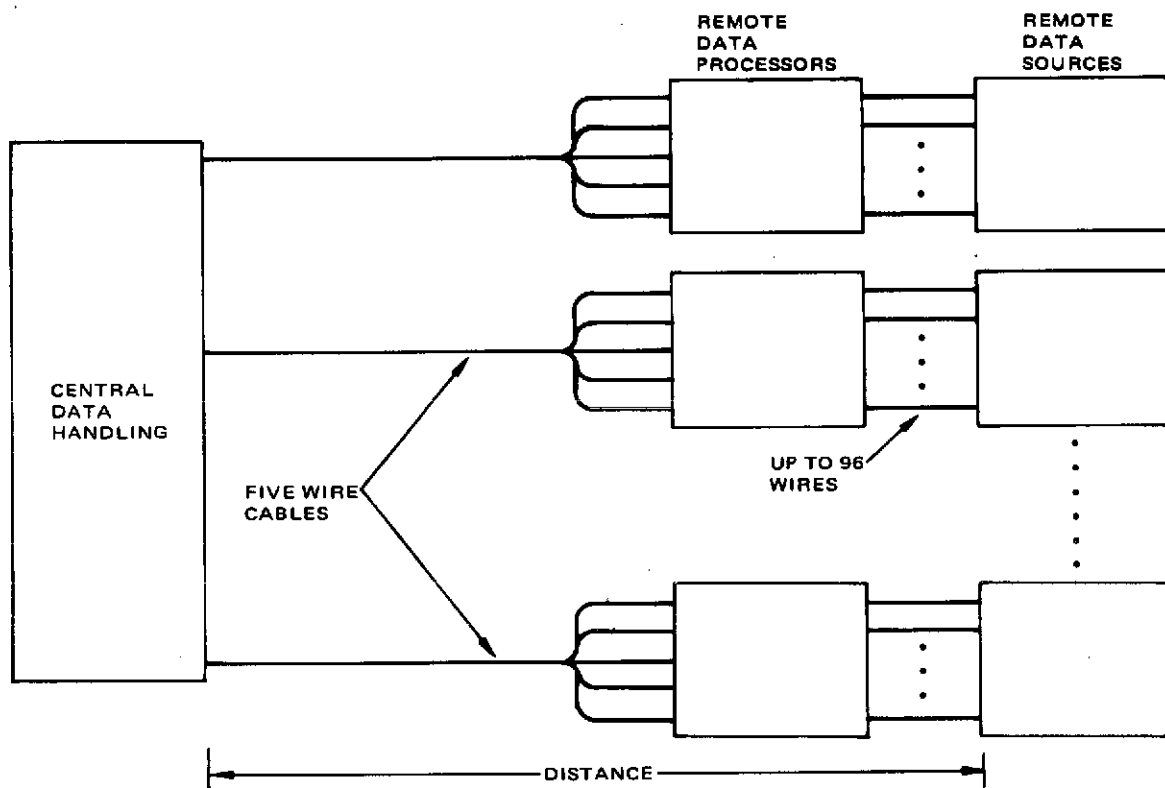 REMOTE
DATA
PROCESSORS
REMOTE
DATA
SOURCES
CENTRAL
DATA
HANDLING
FIVE WIRE
CABLES
UP TO 96
WIRES
DISTANCE